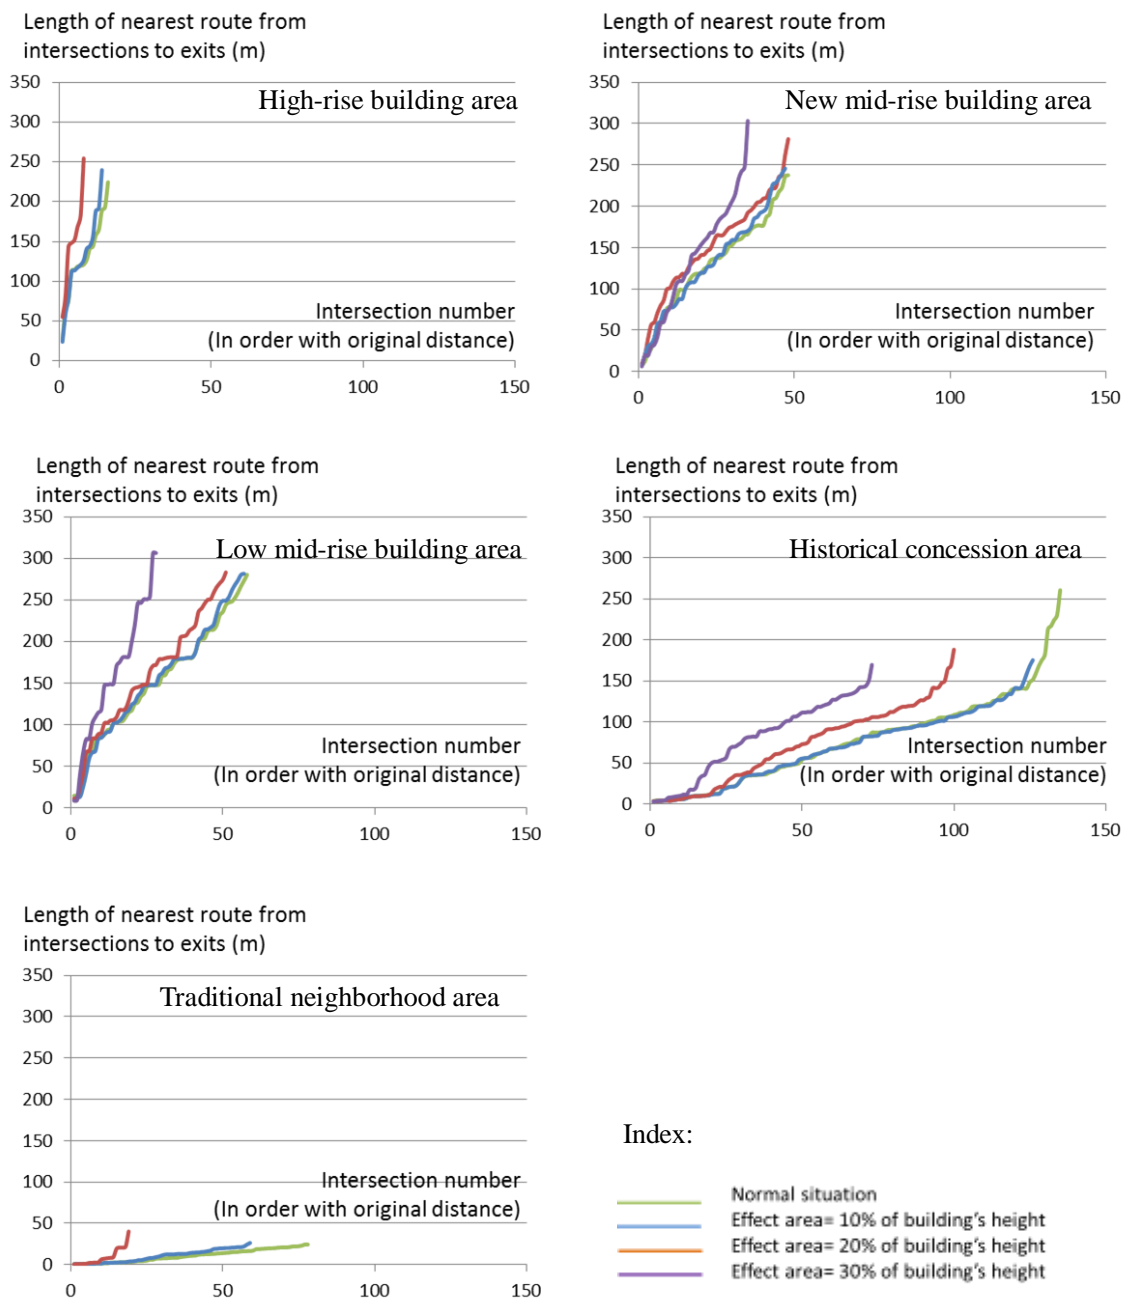 Length of nearest route from
intersections to exits (m)
350
300
250
200
150
100
50
0
High-rise building area
Intersection number
(In order with original distance)
0 50 100 150
Length of nearest route from
intersections to exits (m)
350
300
250
200
150
100
50
0
New mid-rise building area
Intersection number
(In order with original distance)
0 50 100 150
Length of nearest route from
intersections to exits (m)
350
300
250
200
150
100
50
0
Low mid-rise building area
Intersection number
(In order with original distance)
0 50 100 150
Length of nearest route from
intersections to exits (m)
350
300
250
200
150
100
50
0
Historical concession area
Intersection number
(In order with original distance)
0 50 100 150
Length of nearest route from
intersections to exits (m)
350
300
250
200
150
100
50
0
Traditional neighborhood area
Intersection number
(In order with original distance)
0 50 100 150
Index:
Normal situation
Effect area= 10% of building's height
Effect area= 20% of building's height
Effect area= 30% of building's height